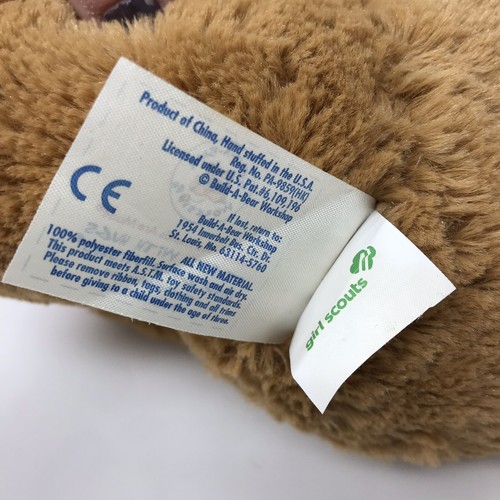 Product of China, Hand stuffed in the U.S.A.
Reg. No. PA-9859(HK)
Licensed under U.S. Pat.#6,109,196
© Build-A-Bear Workshop
CE
If lost, return to:
Build-A-Bear Workshop
1954 Innerbelt Bus. Ctr. Dr.
St. Louis, Mo. 63114-5760
ALL NEW MATERIAL
100% polyester fiberfill. Surface wash and air dry.
This product meets A.S.T.M. Toy safety standards.
Please remove ribbon, tags, clothing and all trims
before giving to a child under the age of three.
girl scouts